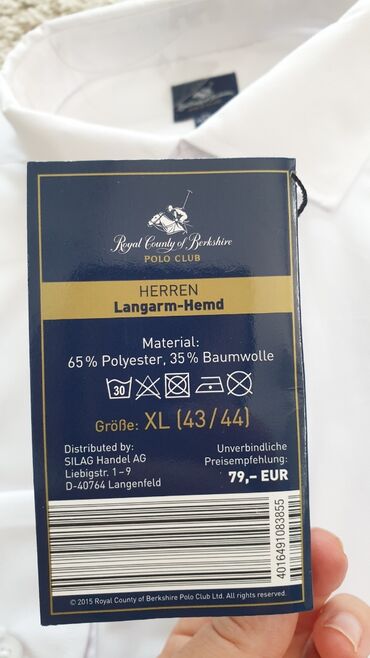 Royal County of Berkshire
POLO CLUB
HERREN
Langarm-Hemd
Material:
65% Polyester, 35% Baumwolle
30
Größe: XL (43/44)
Distributed by:
SILAG Handel AG
Liebigstr. 1-9
D-40764 Langenfeld
Unverbindliche
Preisempfehlung:
79,- EUR
4016491083855
© 2015 Royal County of Berkshire Polo Club Ltd. All rights reserved.